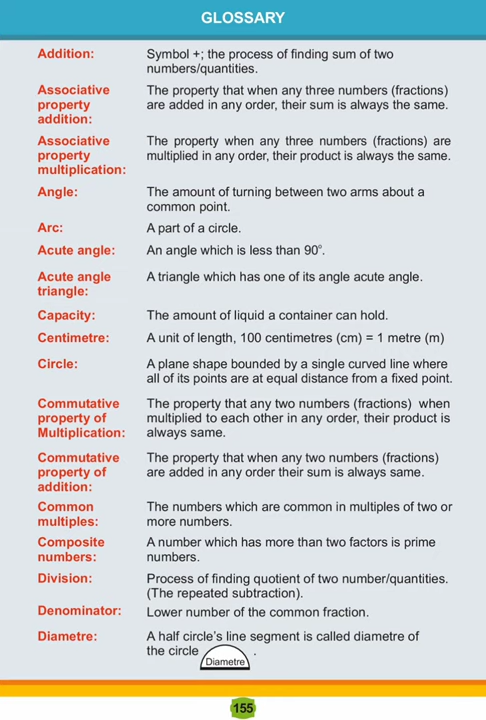 GLOSSARY
Addition: Symbol +; the process of finding sum of two
numbers/quantities.
Associative The property that when any three numbers (fractions)
property are added in any order, their sum is always the same.
addition:
Associative The property when any three numbers (fractions) are
property multiplied in any order, their product is always the same.
multiplication:
Angle: The amount of turning between two arms about a
common point.
Arc: A part of a circle.
Acute angle: An angle which is less than 90°.
Acute angle A triangle which has one of its angle acute angle.
triangle:
Capacity: The amount of liquid a container can hold.
Centimetre: A unit of length, 100 centimetres (cm) = 1 metre (m)
Circle: A plane shape bounded by a single curved line where
all of its points are at equal distance from a fixed point.
Commutative The property that any two numbers (fractions) when
property of multiplied to each other in any order, their product is
Multiplication: always same.
Commutative The property that when any two numbers (fractions)
property of are added in any order their sum is always same.
addition:
Common The numbers which are common in multiples of two or
multiples: more numbers.
Composite A number which has more than two factors is prime
numbers: numbers.
Division: Process of finding quotient of two number/quantities.
(The repeated subtraction).
Denominator: Lower number of the common fraction.
Diametre: A half circle's line segment is called diametre of
the circle Diametre .
155